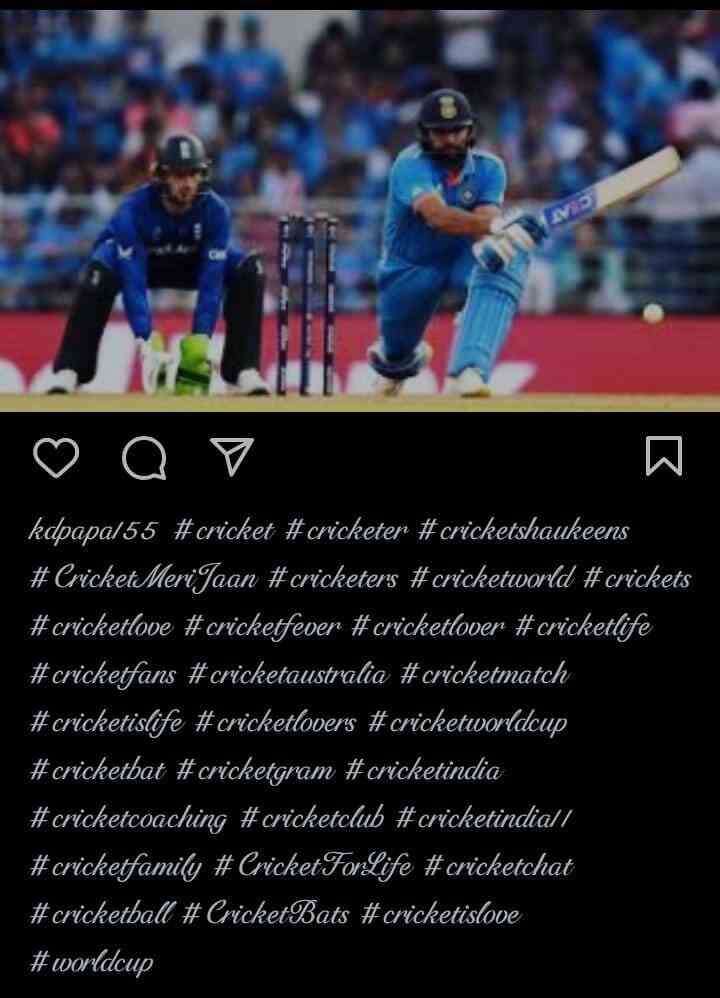 CEAT
kdpapa155 #cricket #cricketer #cricketshaukeens
#CricketMeriJaan #cricketers #cricketworld #crickets
#cricketlove #cricketfever #cricketlover #cricketlife
#cricketfans #cricketaustralia #cricketmatch
#cricketislife #cricketlovers #cricketworldcup
#cricketbat #cricketgram #cricketindia
#cricketcoaching #cricketclub #cricketindia11
#cricketfamily #CricketForLife #cricketchat
#cricketball #CricketBats #cricketislove
#worldcup